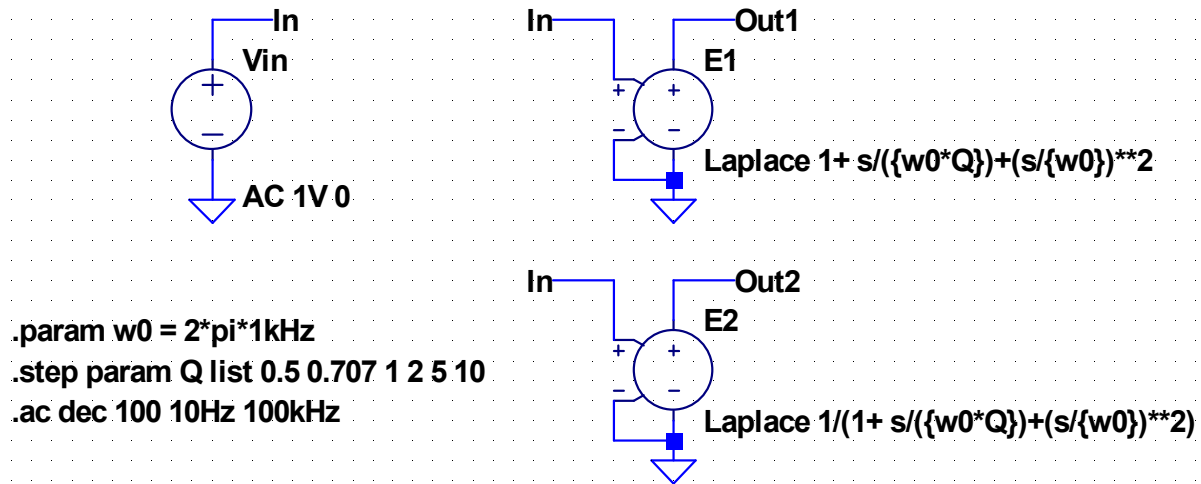 In
Vin
AC 1V 0
In
Out1
E1
Laplace 1+ s/({w0*Q})+(s/{w0})**2
In
Out2
E2
Laplace 1/(1+ s/({w0*Q})+(s/{w0})**2)
.param w0 = 2*pi*1kHz
.step param Q list 0.5 0.707 1 2 5 10
.ac dec 100 10Hz 100kHz